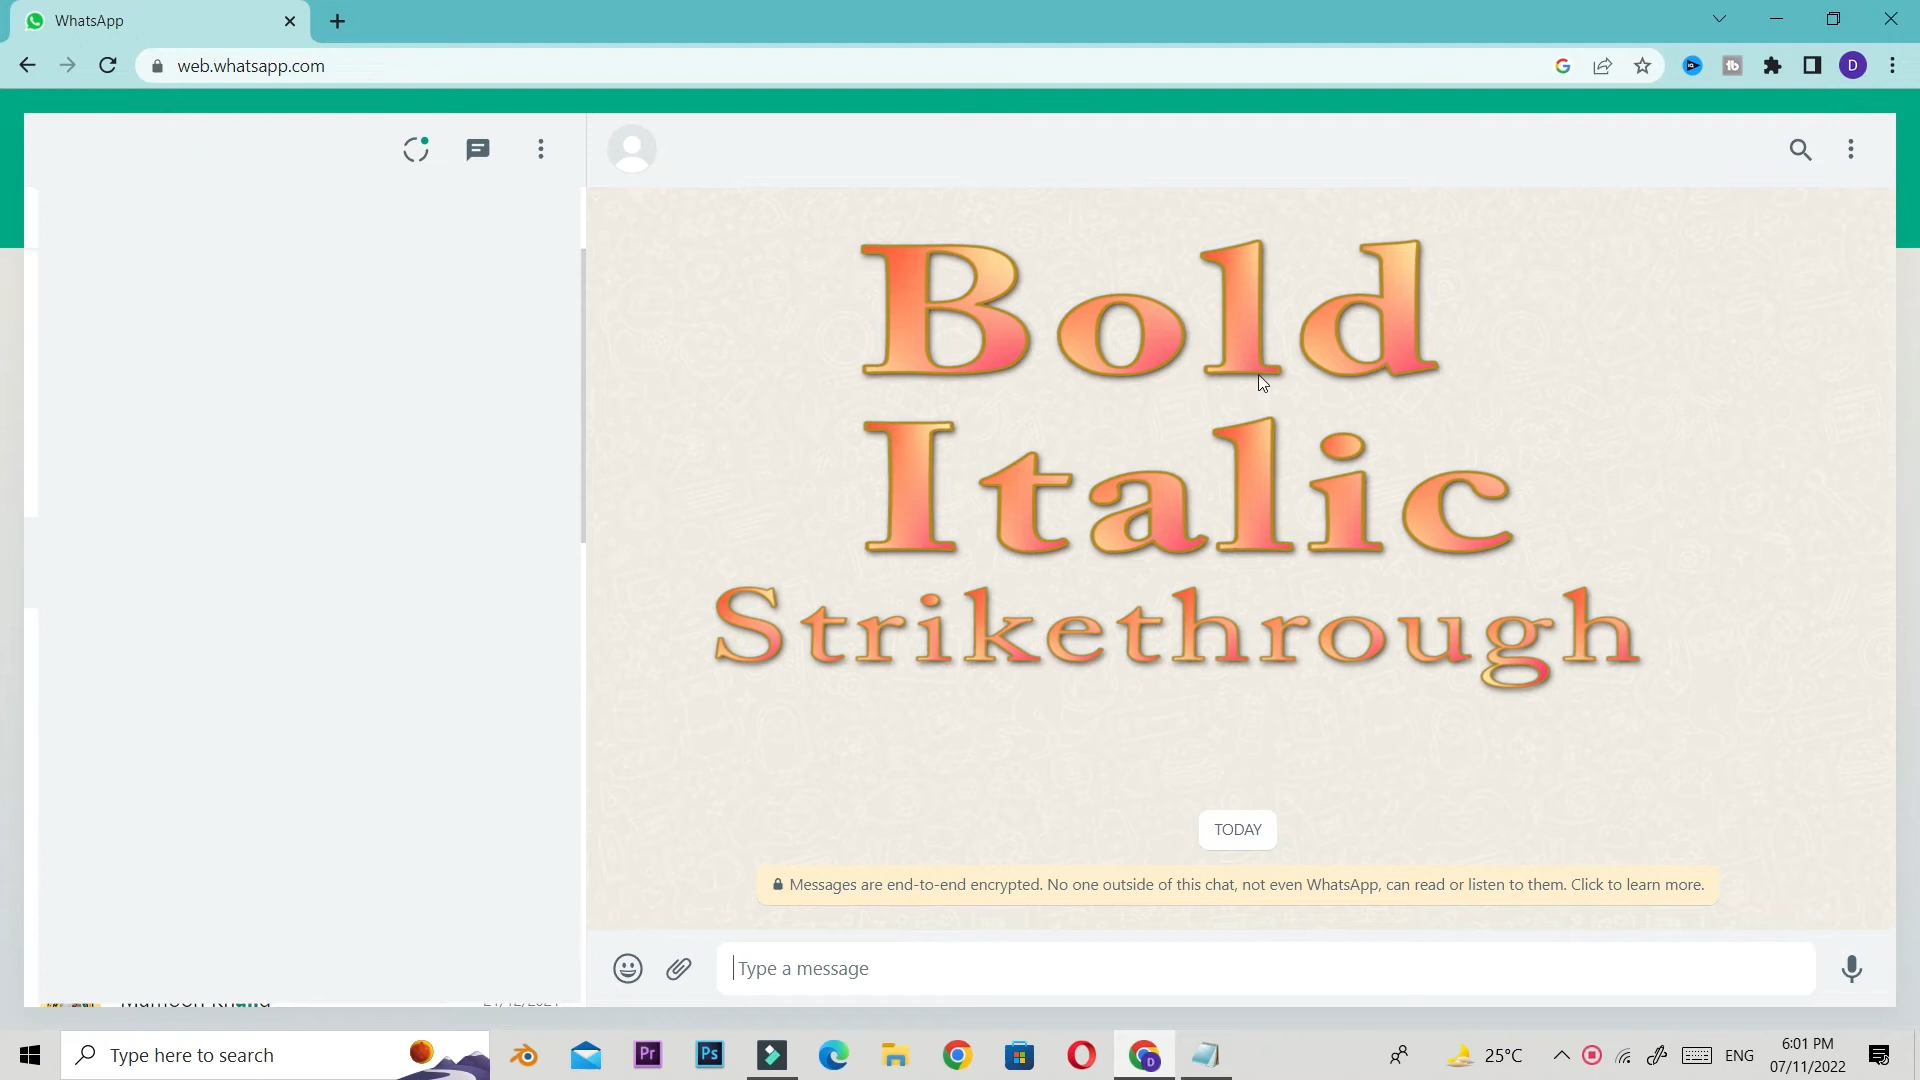 WhatsApp
web.whatsapp.com
D
Bold
Italic
Strikethrough
TODAY
Messages are end-to-end encrypted. No one outside of this chat, not even WhatsApp, can read or listen to them. Click to learn more.
Type a message
Type here to search
Pr
Ps
D
25°C
ENG
6:01 PM
07/11/2022